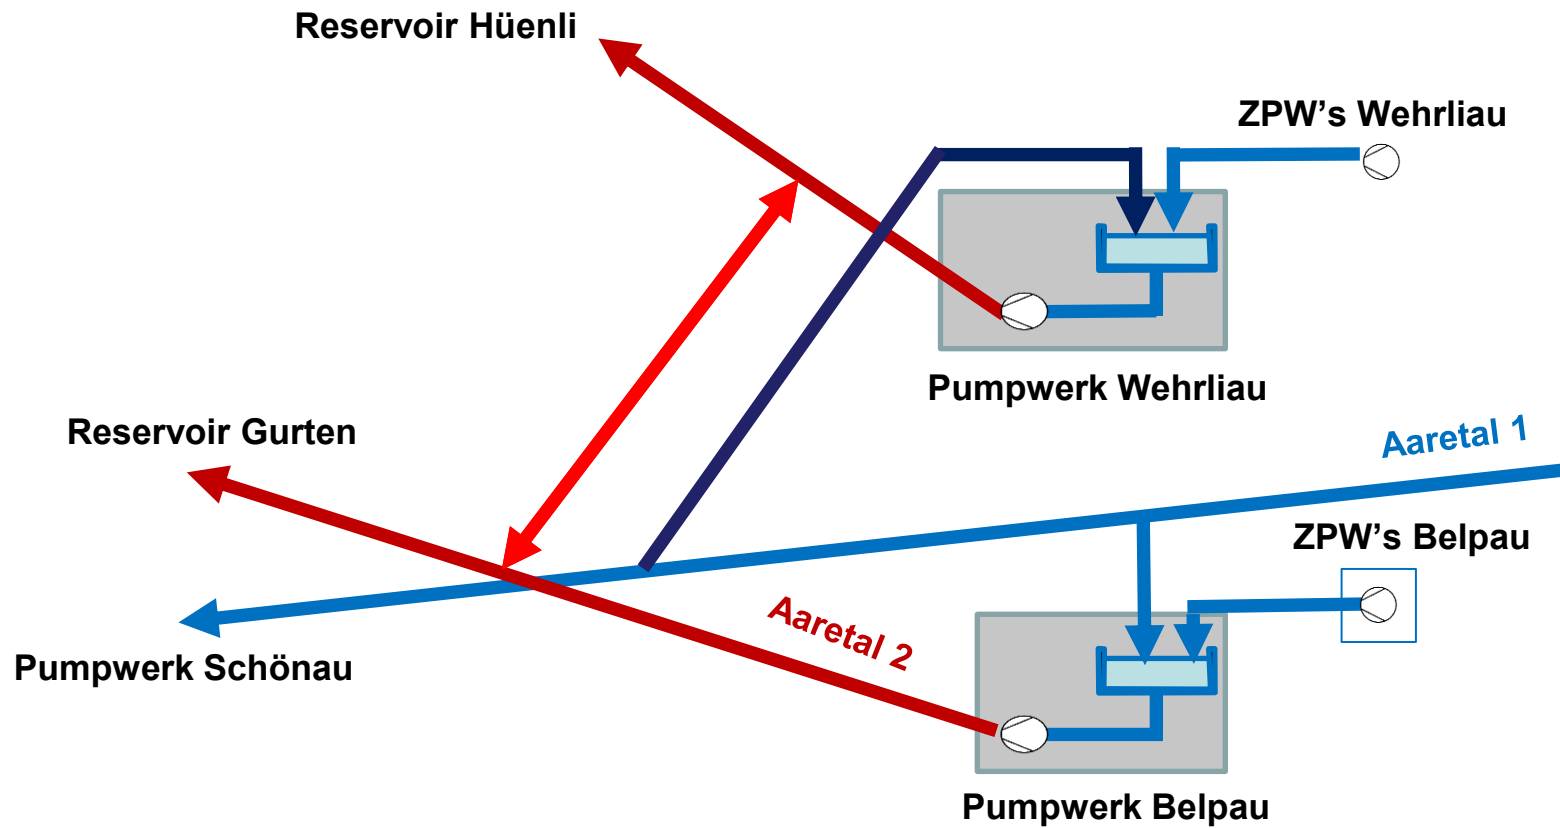 Reservoir Hüenli
ZPW’s Wehrliau
Pumpwerk Wehrliau
Reservoir Gurten
Aaretal 1
ZPW’s Belpau
Aaretal 2
Pumpwerk Schönau
Pumpwerk Belpau